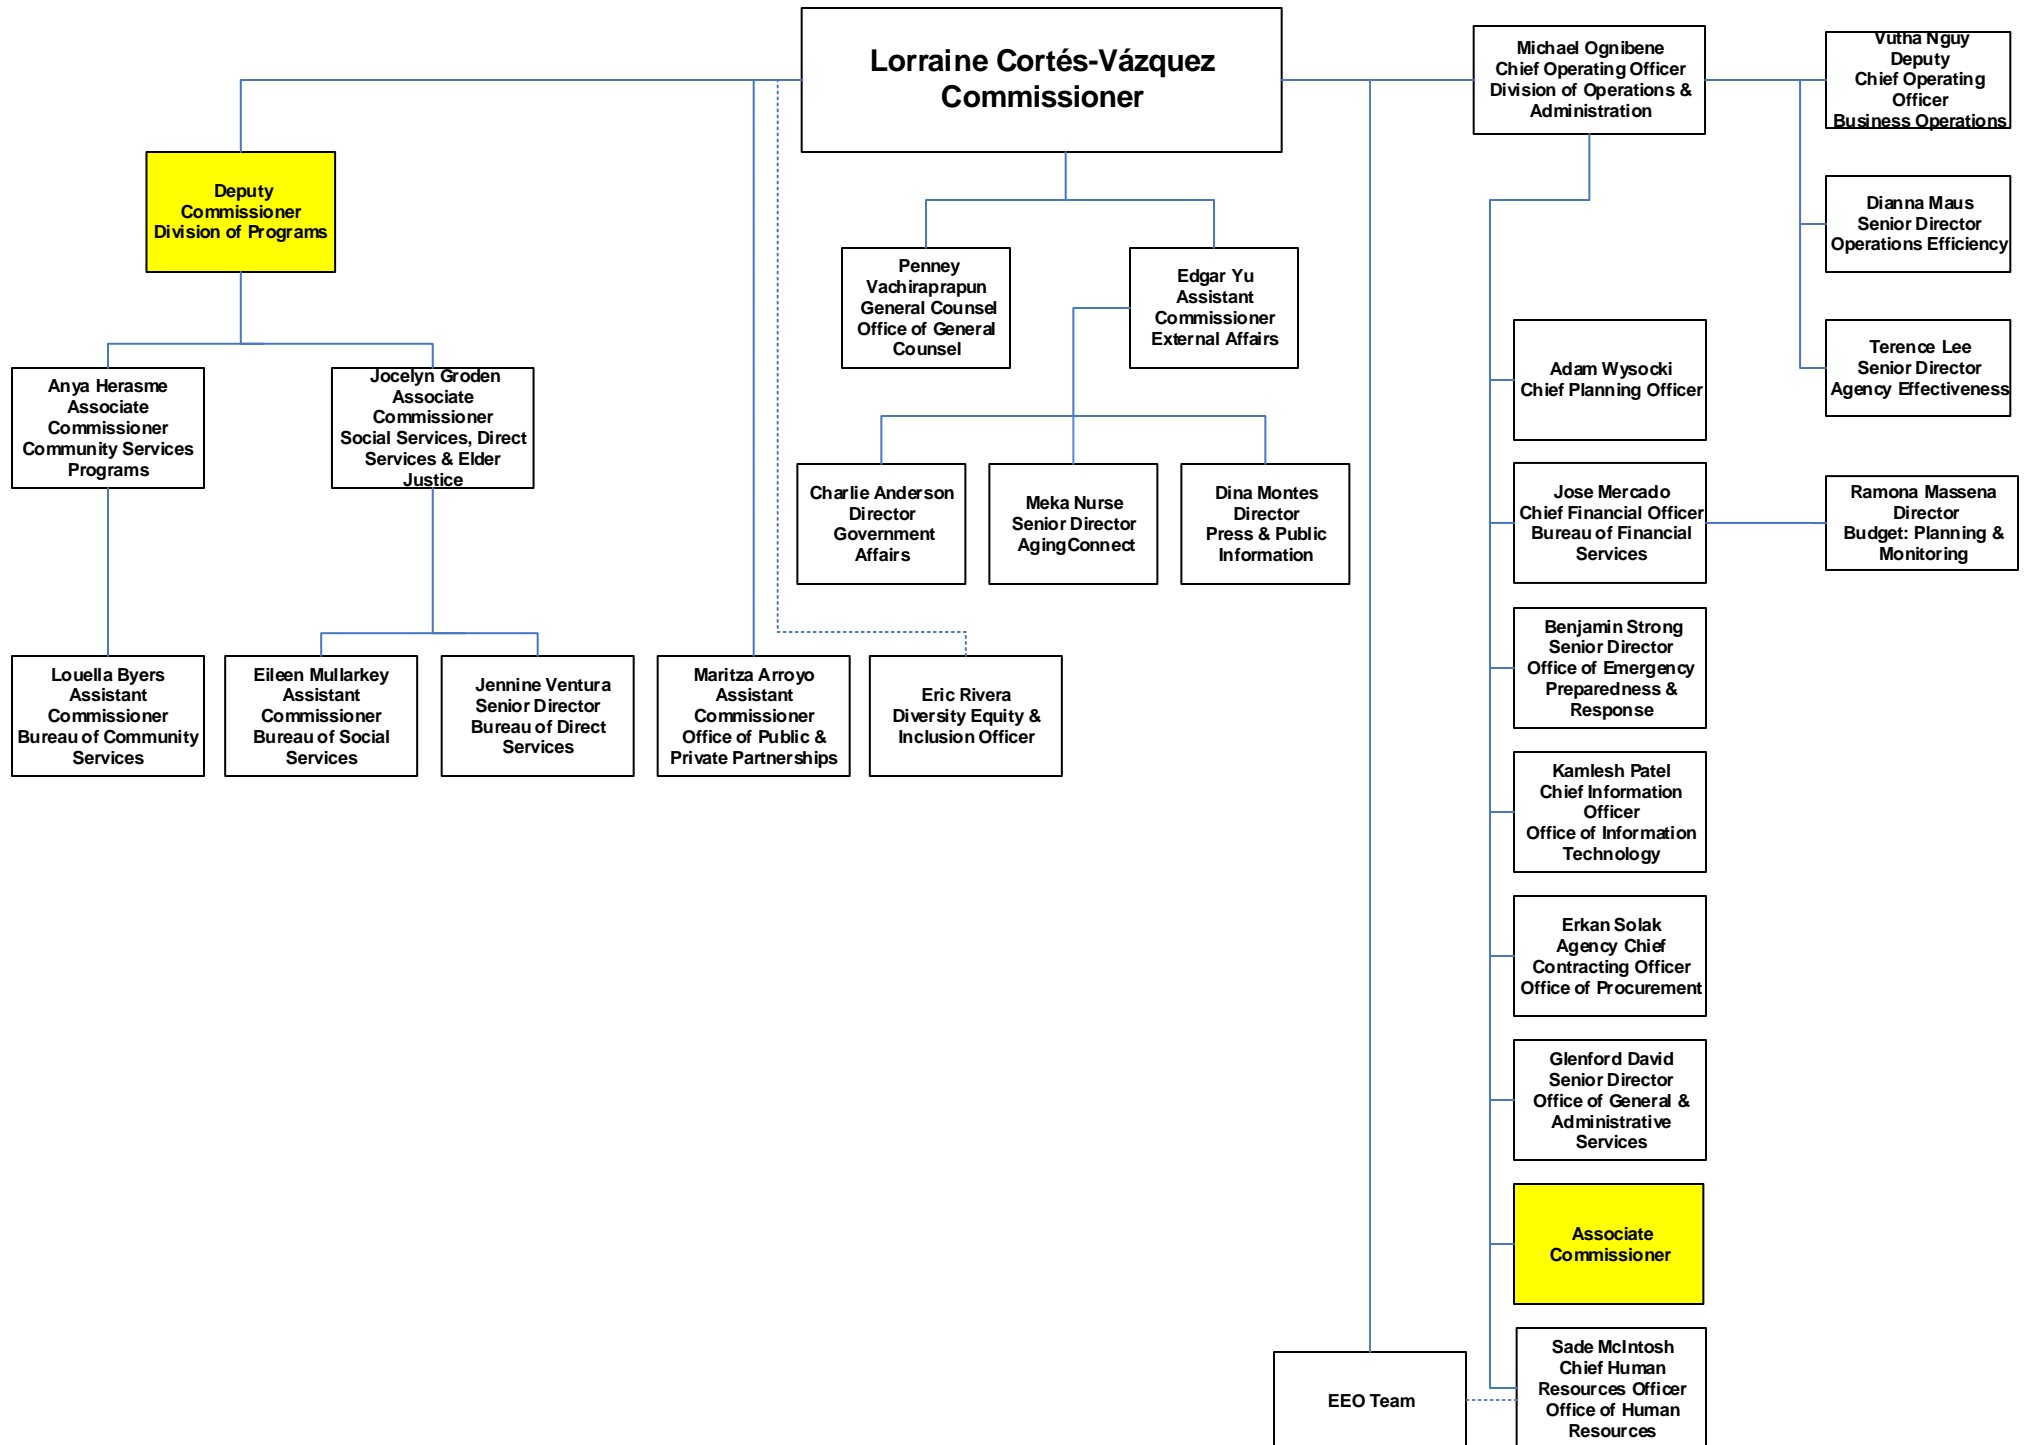 Lorraine Cortés-Vázquez
Commissioner
Michael Ognibene
Chief Operating Officer
Division of Operations &
Administration
Vutha Nguy
Deputy
Chief Operating
Officer
Business Operations
Deputy
Commissioner
Division of Programs
Dianna Maus
Senior Director
Operations Efficiency
Penney
Vachiraprapun
General Counsel
Office of General
Counsel
Edgar Yu
Assistant
Commissioner
External Affairs
Adam Wysocki
Chief Planning Officer
Terence Lee
Senior Director
Agency Effectiveness
Anya Herasme
Associate
Commissioner
Community Services
Programs
Jocelyn Groden
Associate
Commissioner
Social Services, Direct
Services & Elder
Justice
Charlie Anderson
Director
Government
Affairs
Meka Nurse
Senior Director
AgingConnect
Dina Montes
Director
Press & Public
Information
Jose Mercado
Chief Financial Officer
Bureau of Financial
Services
Ramona Massena
Director
Budget: Planning &
Monitoring
Benjamin Strong
Senior Director
Office of Emergency
Preparedness &
Response
Louella Byers
Assistant
Commissioner
Bureau of Community
Services
Eileen Mullarkey
Assistant
Commissioner
Bureau of Social
Services
Jennine Ventura
Senior Director
Bureau of Direct
Services
Maritza Arroyo
Assistant
Commissioner
Office of Public &
Private Partnerships
Eric Rivera
Diversity Equity &
Inclusion Officer
Kamlesh Patel
Chief Information
Officer
Office of Information
Technology
Erkan Solak
Agency Chief
Contracting Officer
Office of Procurement
Glenford David
Senior Director
Office of General &
Administrative
Services
Associate
Commissioner
EEO Team
Sade McIntosh
Chief Human
Resources Officer
Office of Human
Resources